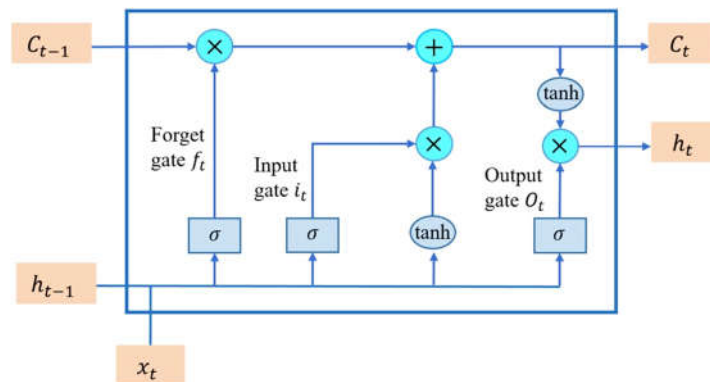 C_{t−1}
×
+
C_t
tanh
Forget
gate f_t
Input
gate i_t
×
×
h_t
Output
gate O_t
σ
σ
tanh
σ
h_{t−1}
x_t